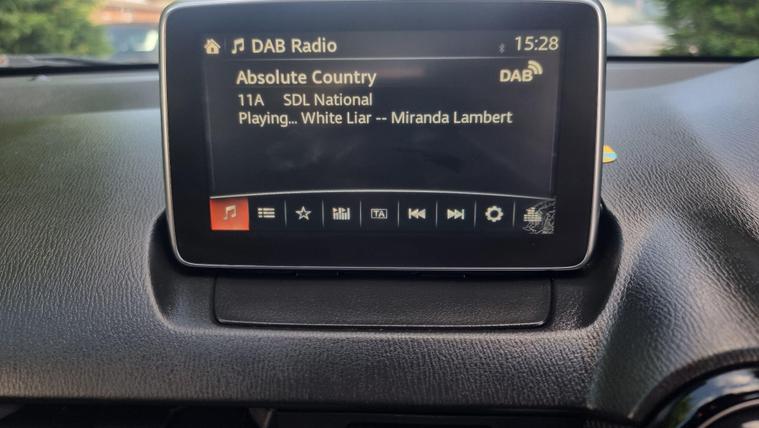 DAB Radio 15:28
Absolute Country DAB
11A SDL National
Playing... White Liar -- Miranda Lambert
TA